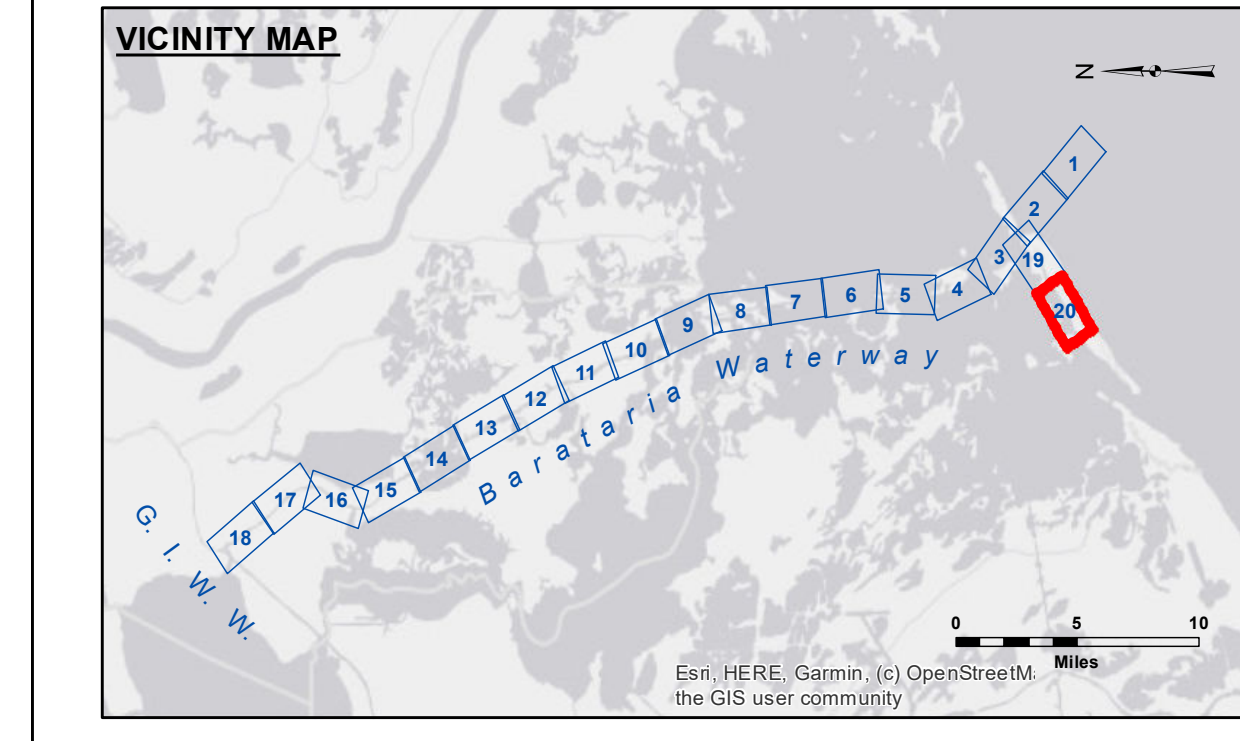 VICINITY MAP
N
1
2
3
19
20
4
5
6
7
8
9
10
11
12
13
14
15
16
17
18
Barataria Waterway
G. I. W. W.
0 5 10
Miles
Esri, HERE, Garmin, (c) OpenStreetM
the GIS user community